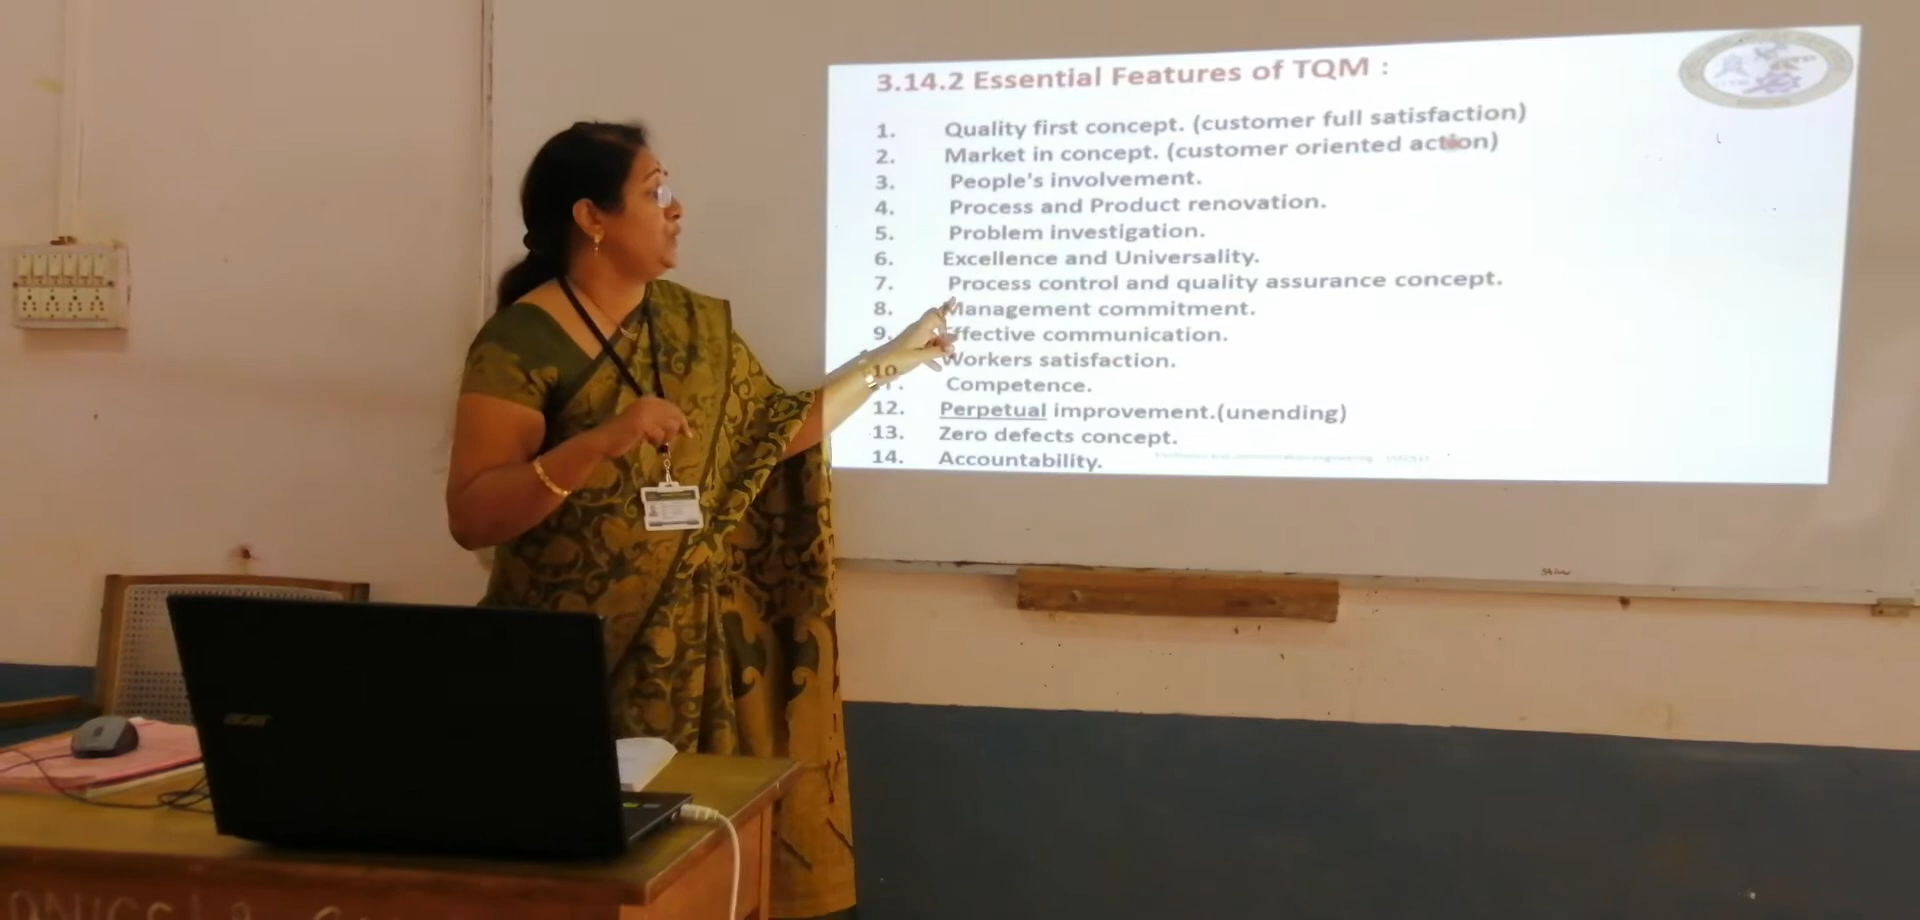 3.14.2 Essential Features of TQM :
1. Quality first concept. (customer full satisfaction)
2. Market in concept. (customer oriented action)
3. People's involvement.
4. Process and Product renovation.
5. Problem investigation.
6. Excellence and Universality.
7. Process control and quality assurance concept.
8. Management commitment.
9. Effective communication.
10 Workers satisfaction.
11. Competence.
12. Perpetual improvement.(unending)
13. Zero defects concept.
14. Accountability.